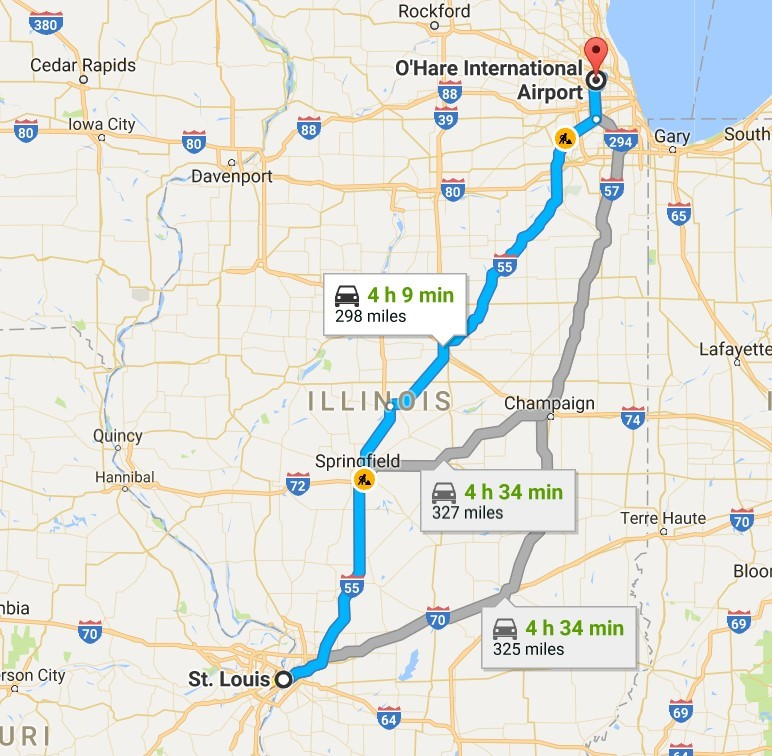 Rockford
380
Cedar Rapids
O'Hare International
Airport
88
39
Iowa City
80
80
88
294
Gary
South
Davenport
80
57
65
55
4 h 9 min
298 miles
Lafayette
ILLINOIS
Champaign
74
Quincy
Springfield
Hannibal
72
4 h 34 min
327 miles
Terre Haute
70
Bloor
55
bia
70
70
4 h 34 min
325 miles
69
rson City
St. Louis
64
69
URI
64